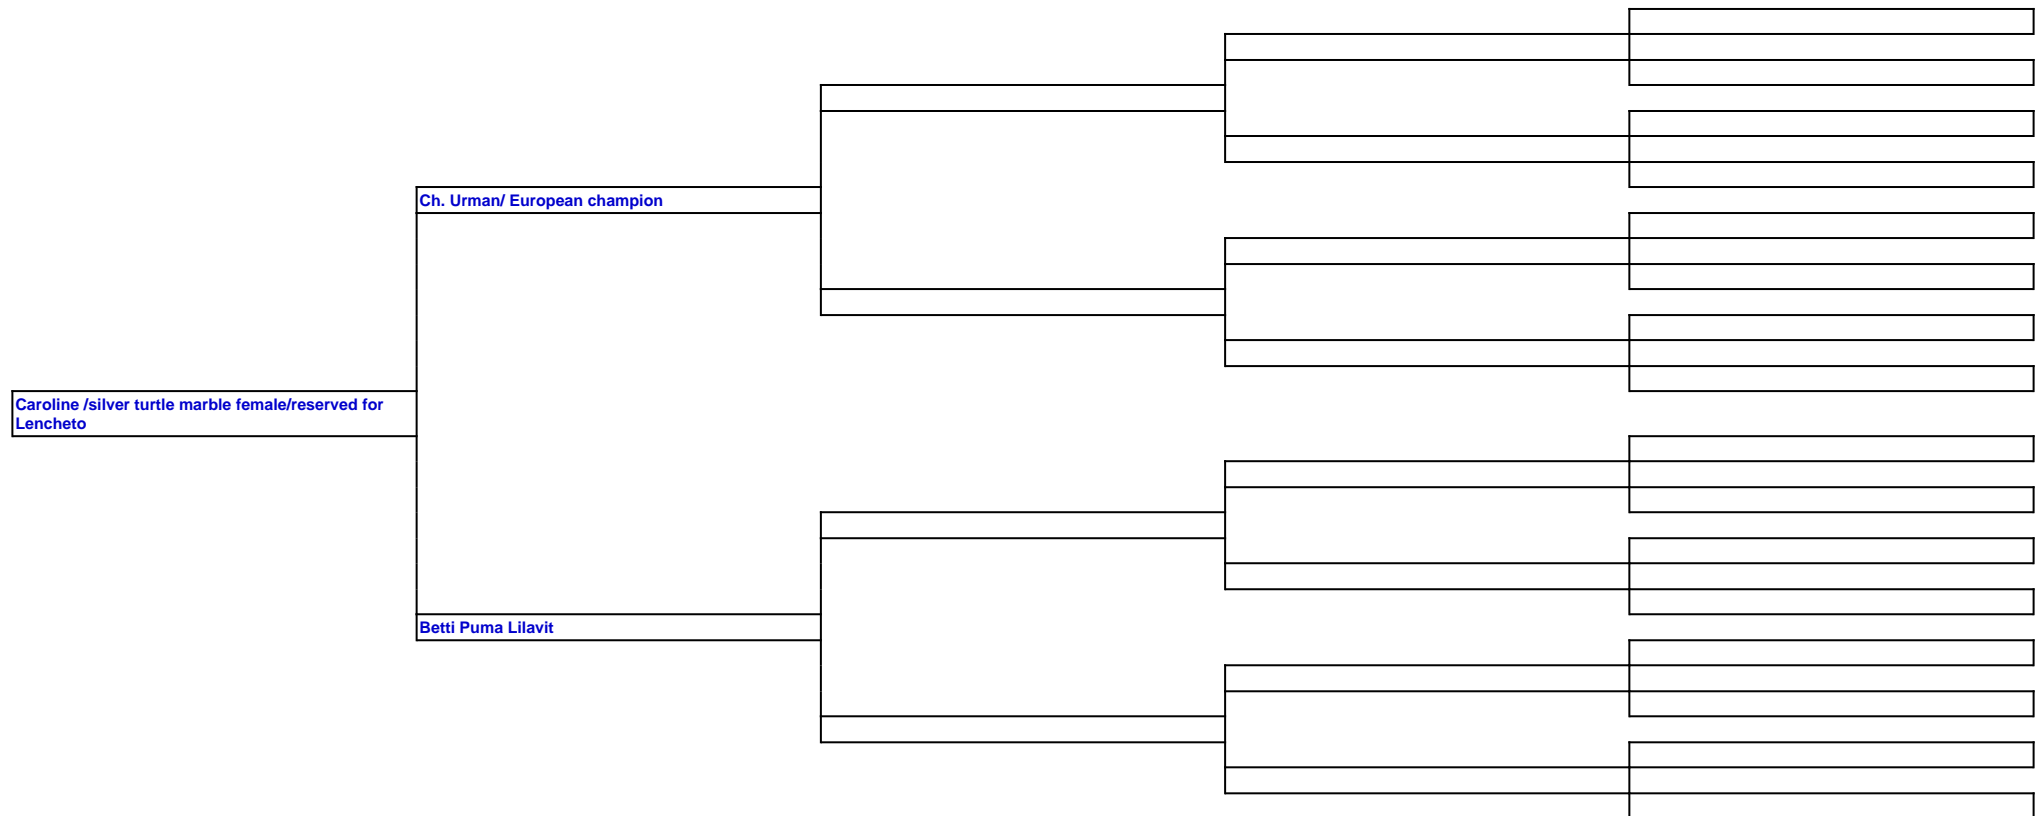 Ch. Urman/ European champion
Caroline /silver turtle marble female/reserved for
Lencheto
Betti Puma Lilavit